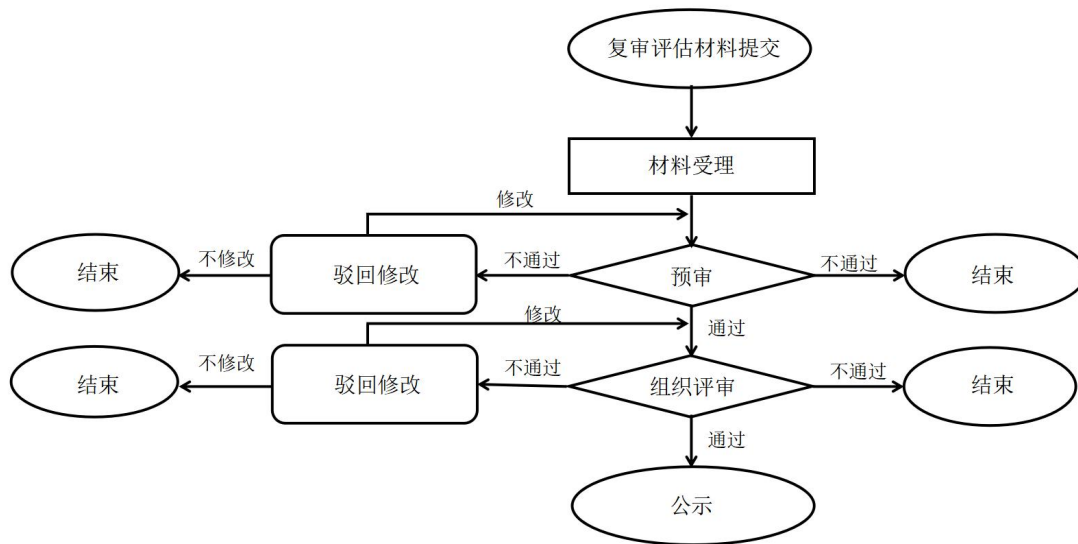 复审评估材料提交
材料受理
修改
结束
不修改
驳回修改
不通过
预审
不通过
结束
修改
通过
结束
不修改
驳回修改
不通过
组织评审
不通过
结束
通过
公示